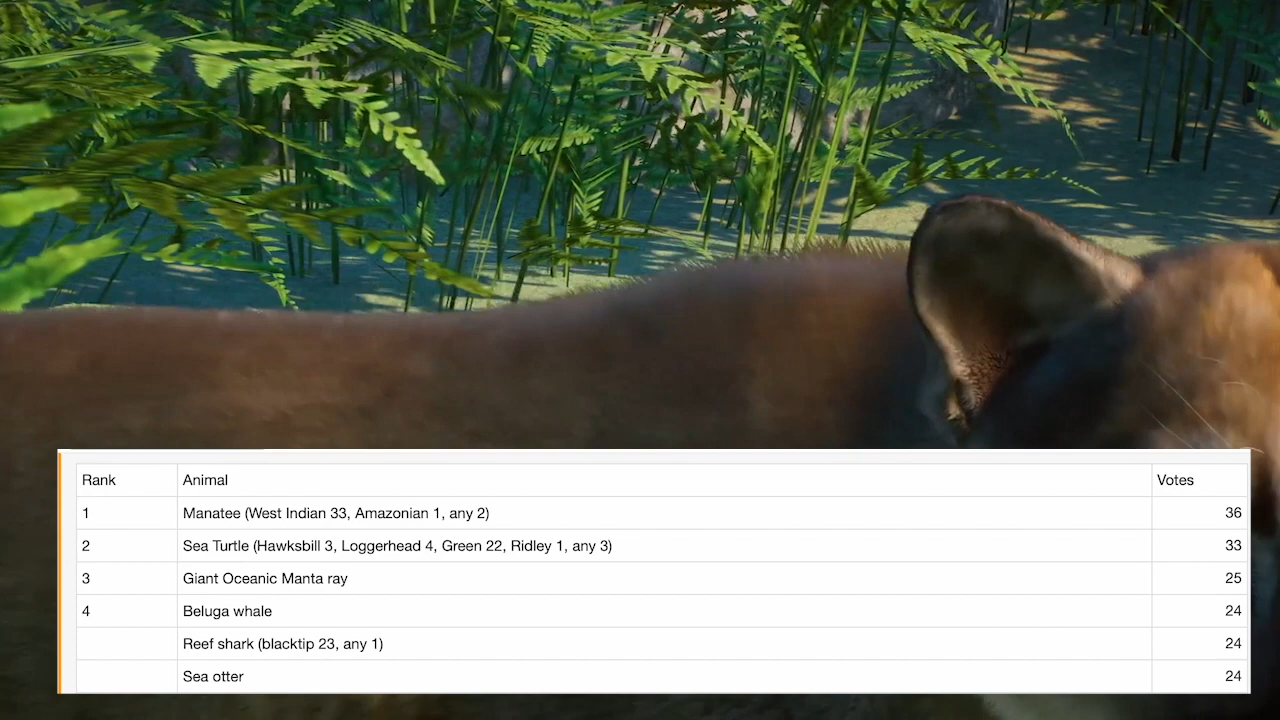 Rank Animal Votes
1 Manatee (West Indian 33, Amazonian 1, any 2) 36
2 Sea Turtle (Hawksbill 3, Loggerhead 4, Green 22, Ridley 1, any 3) 33
3 Giant Oceanic Manta ray 25
4 Beluga whale 24
Reef shark (blacktip 23, any 1) 24
Sea otter 24